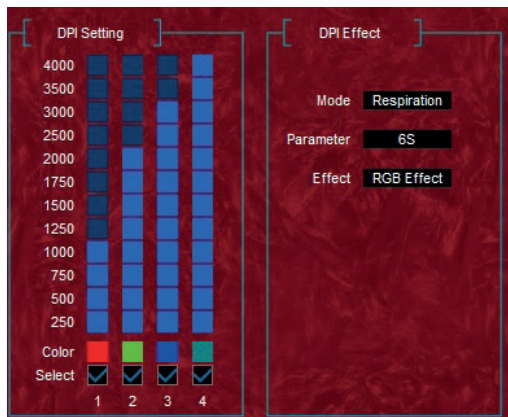 DPI Setting
4000
3500
3000
2500
2000
1750
1500
1250
1000
750
500
250
Color
Select
1 2 3 4
DPI Effect
Mode Respiration
Parameter 6S
Effect RGB Effect